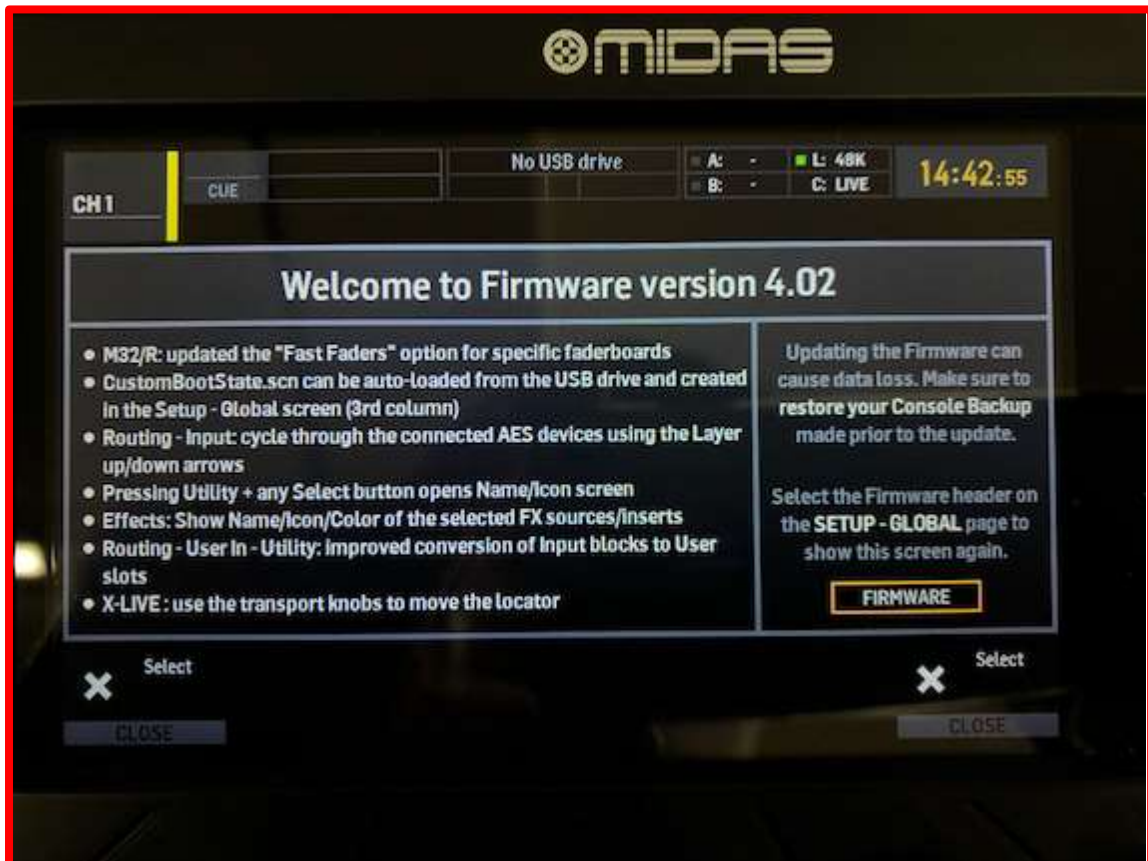 MIDAS
No USB drive
A: -
L: 48K
14:42:55
CH 1
CUE
B: -
C: LIVE
Welcome to Firmware version 4.02
M32/R: updated the "Fast Faders" option for specific faderboards
CustomBootState.scn can be auto-loaded from the USB drive and created
in the Setup - Global screen (3rd column)
Routing - Input: cycle through the connected AES devices using the Layer
up/down arrows
Pressing Utility + any Select button opens Name/Icon screen
Effects: Show Name/Icon/Color of the selected FX sources/inserts
Routing - User In - Utility: improved conversion of Input blocks to User
slots
X-LIVE: use the transport knobs to move the locator
Updating the Firmware can
cause data loss. Make sure to
restore your Console Backup
made prior to the update.
Select the Firmware header on
the SETUP - GLOBAL page to
show this screen again.
FIRMWARE
Select
CLOSE
Select
CLOSE